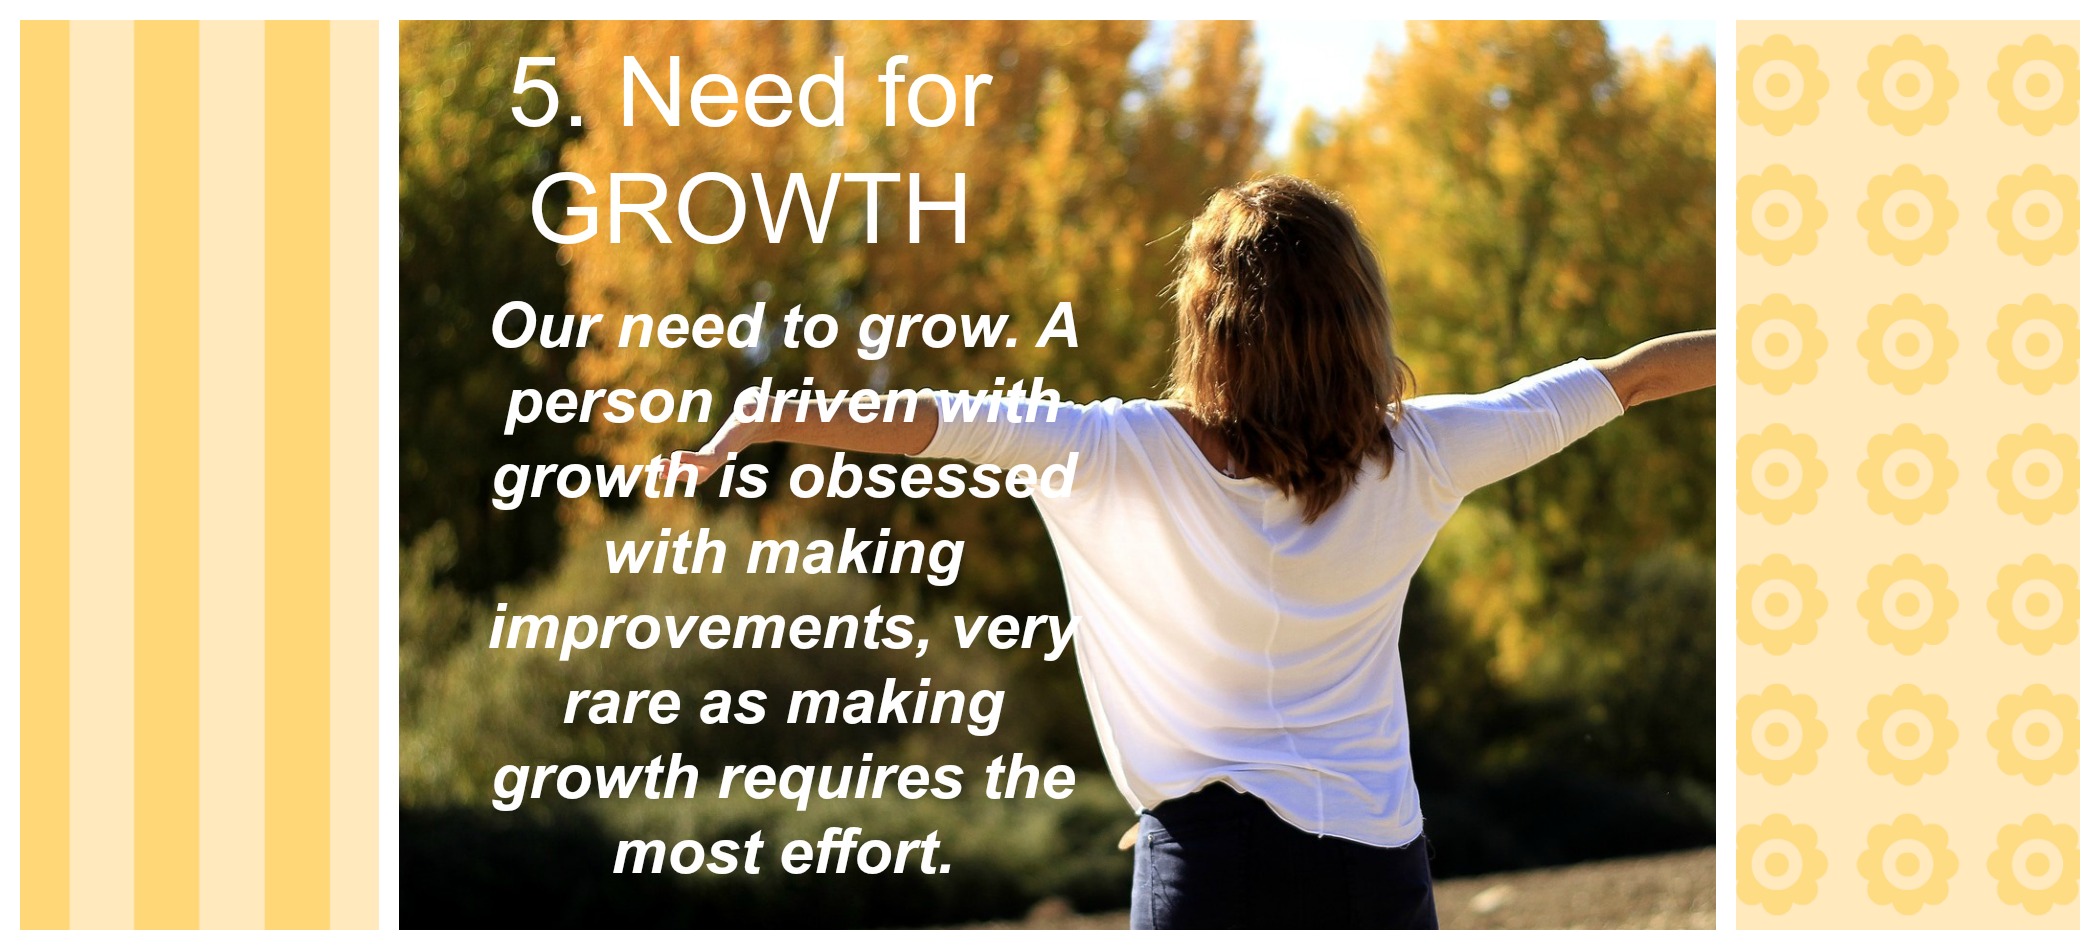 5. Need for
GROWTH
Our need to grow. A
person driven with
growth is obsessed
with making
improvements, very
rare as making
growth requires the
most effort.